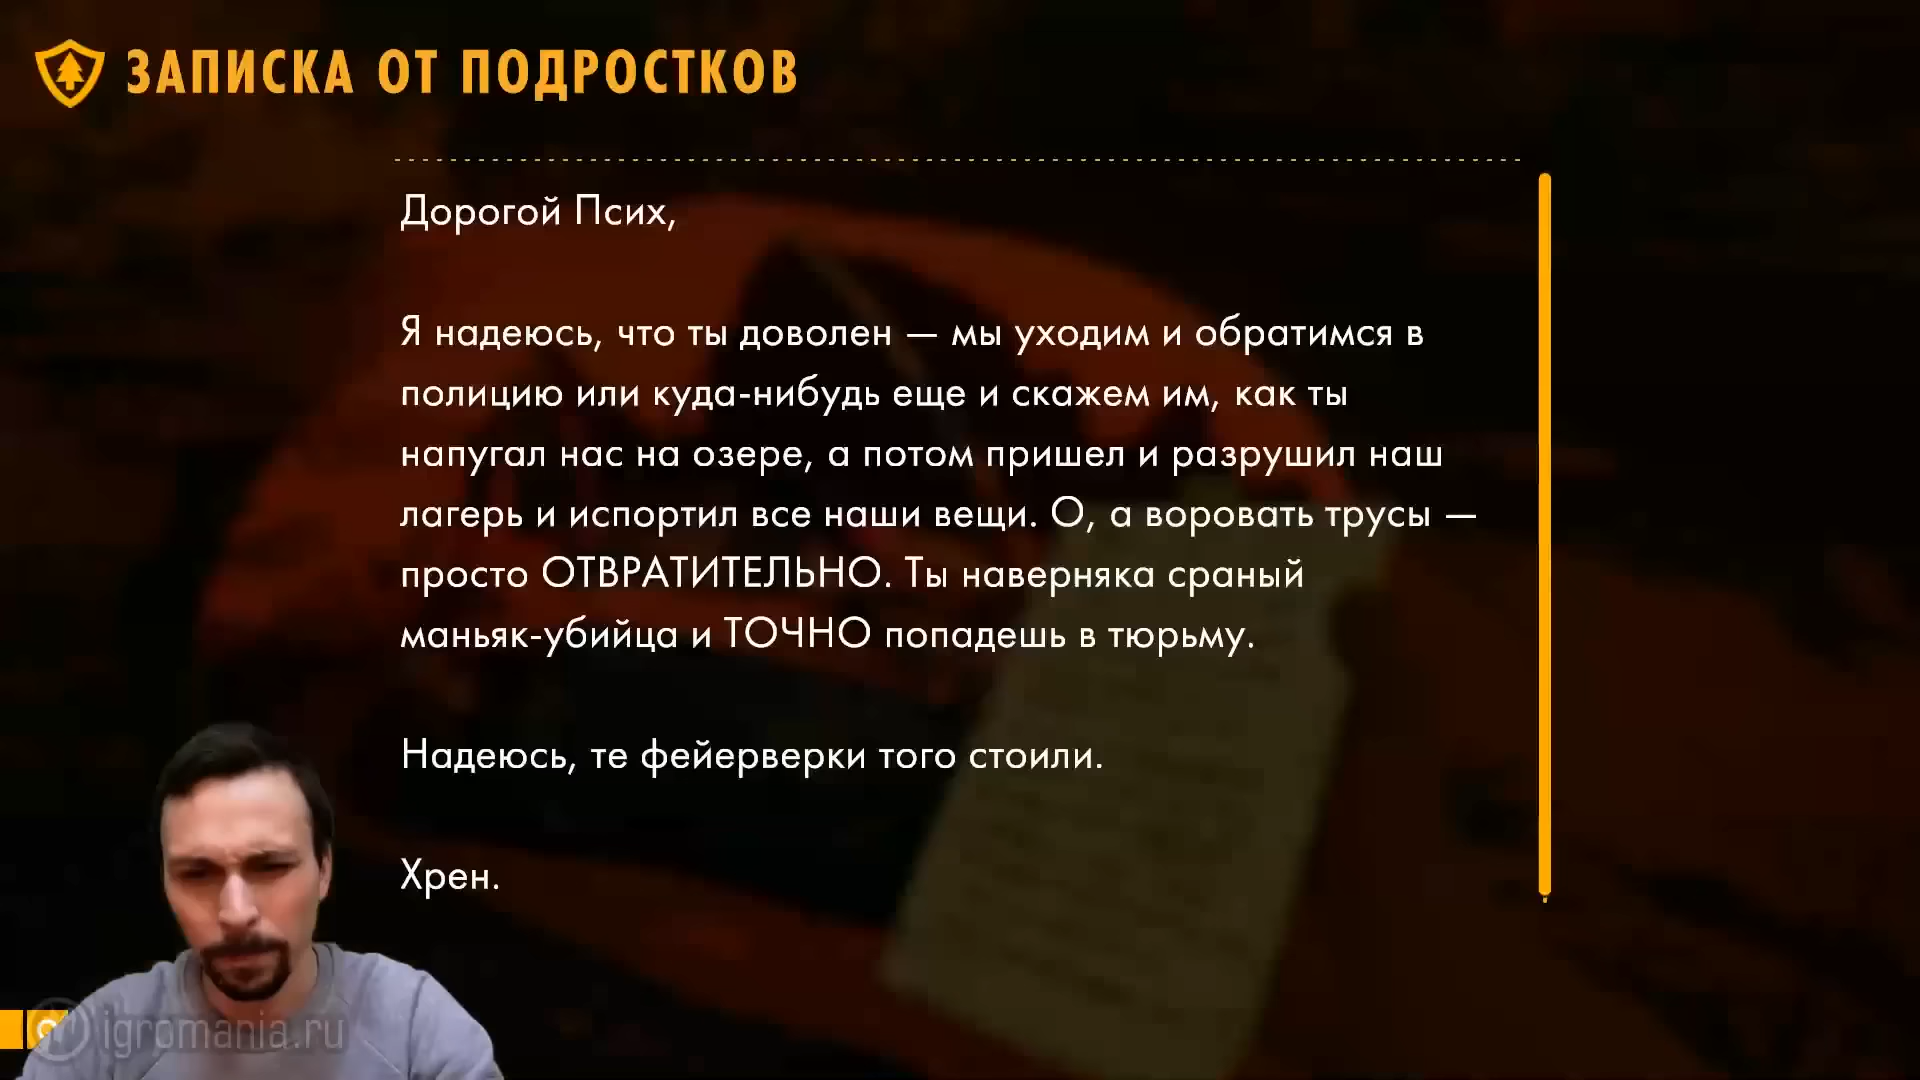 ЗАПИСКА ОТ ПОДРОСТКОВ
Дорогой Псих,
Я надеюсь, что ты доволен — мы уходим и обратимся в
полицию или куда-нибудь еще и скажем им, как ты
напугал нас на озере, а потом пришел и разрушил наш
лагерь и испортил все наши вещи. О, а воровать трусы —
просто ОТВРАТИТЕЛЬНО. Ты наверняка сраный
маньяк-убийца и ТОЧНО попадешь в тюрьму.
Надеюсь, те фейерверки того стоили.
Хрен.
igromania.ru